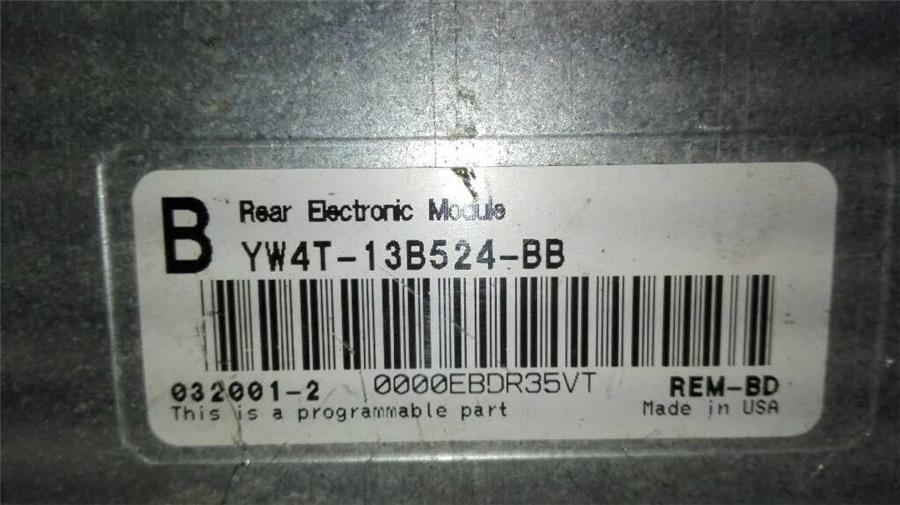 B Rear Electronic Module
YW4T-13B524-BB
032001-2 0000EBDR35VT REM-BD
This is a programmable part Made in USA